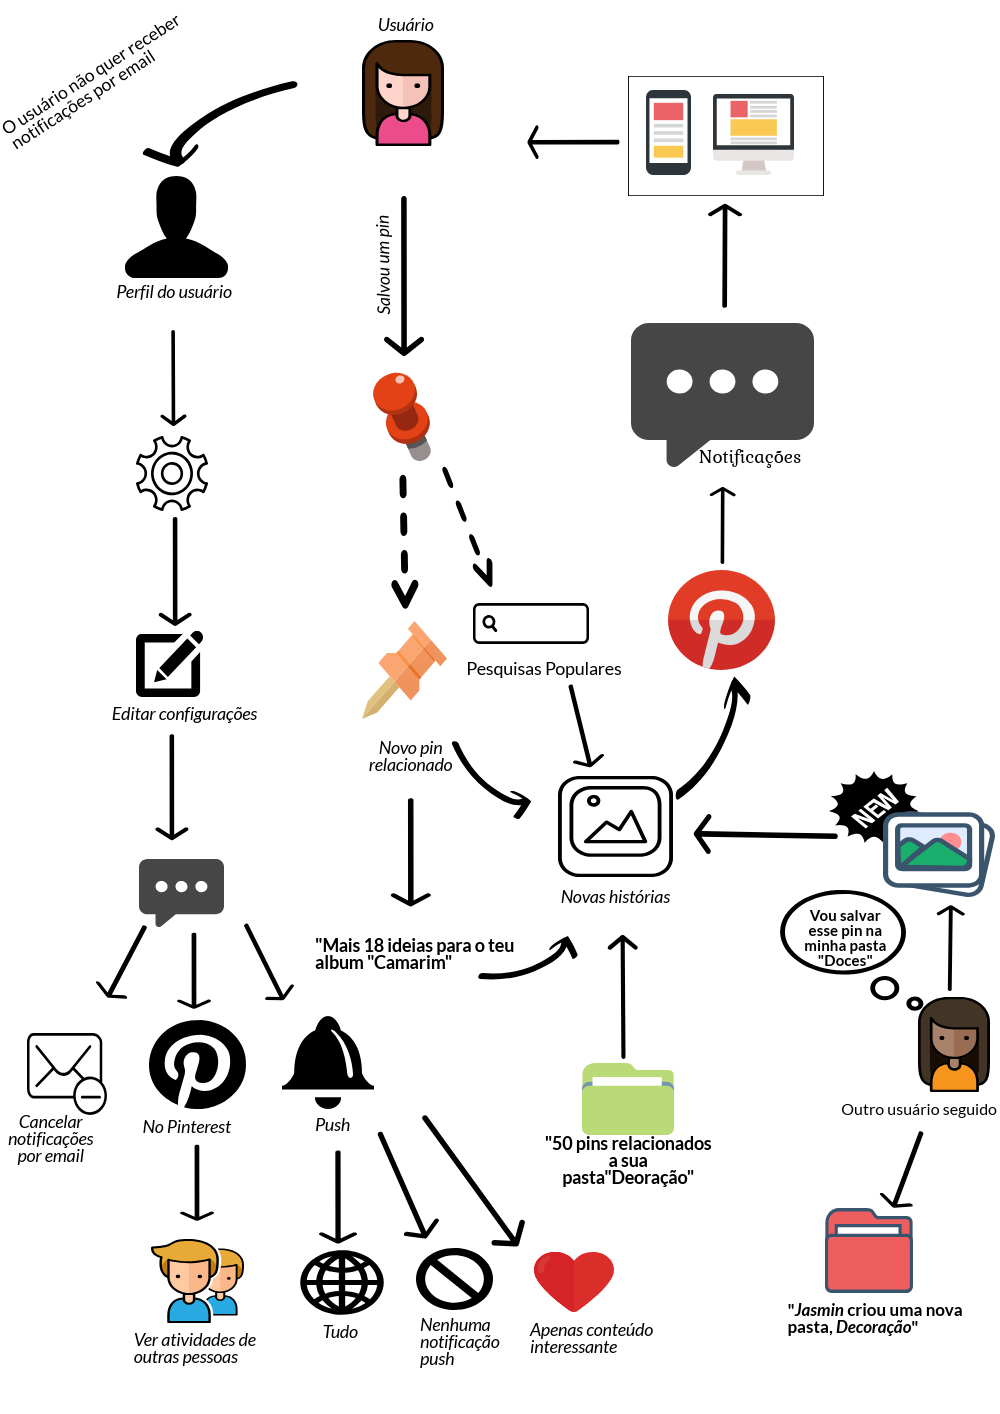 Usuário
O usuário não quer receber
notificações por email
Perfil do usuário
Salvou um pin
Notificações
Pesquisas Populares
Editar configurações
Novo pin
relacionado
NEW
Novas histórias
Vou salvar
esse pin na
minha pasta
"Doces"
"Mais 18 ideias para o teu
album "Camarim"
Outro usuário seguido
Cancelar
notificações
por email
No Pinterest
Push
"50 pins relacionados
a sua
pasta"Deoração"
"Jasmin criou uma nova
pasta, Decoração"
Ver atividades de
outras pessoas
Tudo
Nenhuma
notificação
push
Apenas conteúdo
interessante